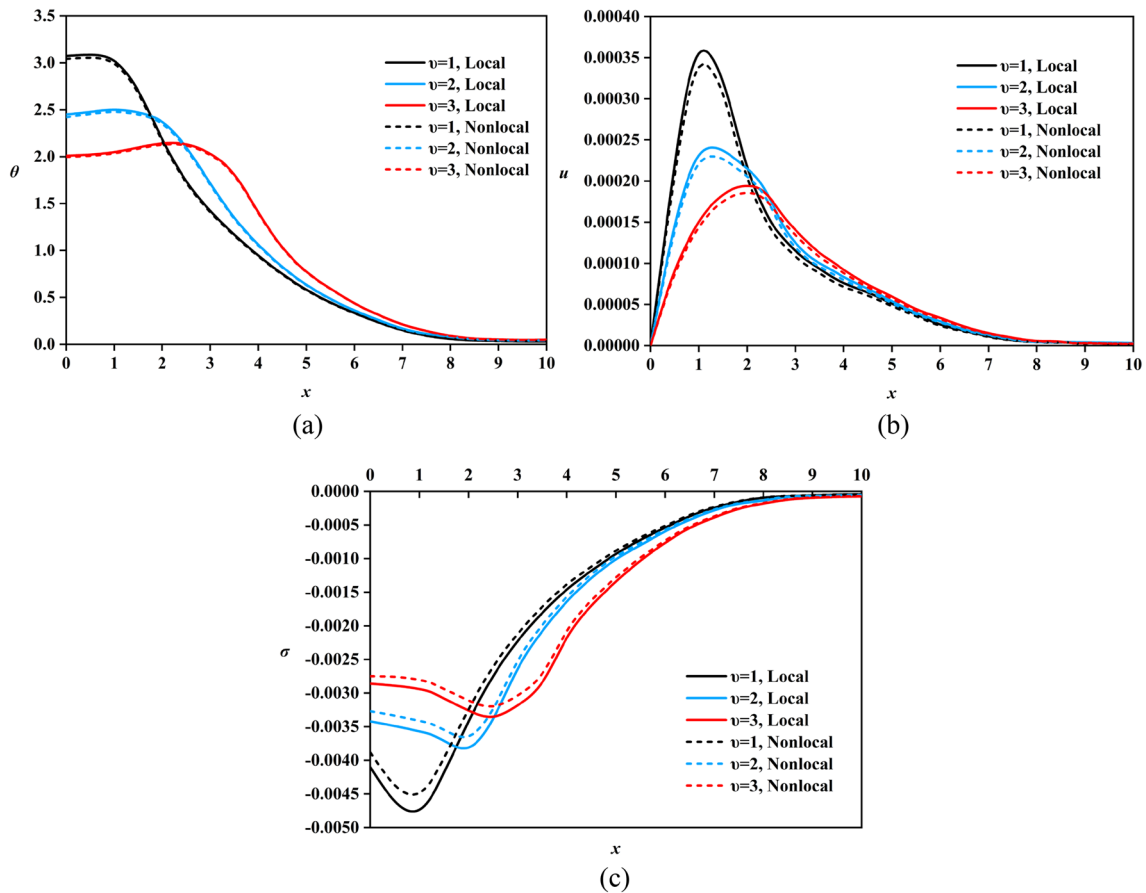 3.5
3.0
2.5
2.0
1.5
1.0
0.5
0.0
θ
υ=1, Local
υ=2, Local
υ=3, Local
υ=1, Nonlocal
υ=2, Nonlocal
υ=3, Nonlocal
0 1 2 3 4 5 6 7 8 9 10
x
(a)
0.00040
0.00035
0.00030
0.00025
0.00020
0.00015
0.00010
0.00005
0.00000
u
υ=1, Local
υ=2, Local
υ=3, Local
υ=1, Nonlocal
υ=2, Nonlocal
υ=3, Nonlocal
0 1 2 3 4 5 6 7 8 9 10
x
(b)
0 1 2 3 4 5 6 7 8 9 10
0.0000
-0.0005
-0.0010
-0.0015
-0.0020
-0.0025
-0.0030
-0.0035
-0.0040
-0.0045
-0.0050
σ
υ=1, Local
υ=2, Local
υ=3, Local
υ=1, Nonlocal
υ=2, Nonlocal
υ=3, Nonlocal
x
(c)